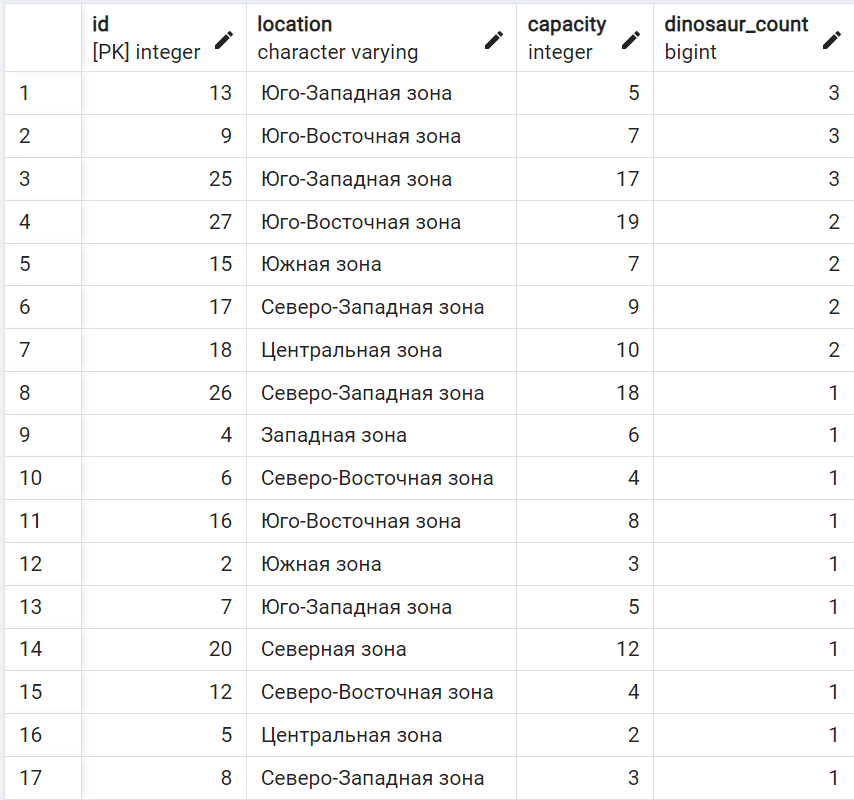 id location capacity dinosaur_count
[PK] integer character varying integer bigint
1 13 Юго-Западная зона 5 3
2 9 Юго-Восточная зона 7 3
3 25 Юго-Западная зона 17 3
4 27 Юго-Восточная зона 19 2
5 15 Южная зона 7 2
6 17 Северо-Западная зона 9 2
7 18 Центральная зона 10 2
8 26 Северо-Западная зона 18 1
9 4 Западная зона 6 1
10 6 Северо-Восточная зона 4 1
11 16 Юго-Восточная зона 8 1
12 2 Южная зона 3 1
13 7 Юго-Западная зона 5 1
14 20 Северная зона 12 1
15 12 Северо-Восточная зона 4 1
16 5 Центральная зона 2 1
17 8 Северо-Западная зона 3 1